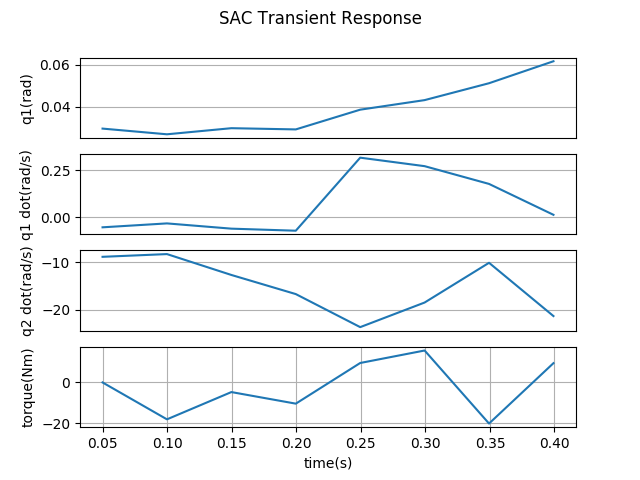 SAC Transient Response
q1(rad)
0.06
0.04
q1 dot(rad/s)
0.25
0.00
q2 dot(rad/s)
−10
−20
torque(Nm)
0
−20
0.05 0.10 0.15 0.20 0.25 0.30 0.35 0.40
time(s)